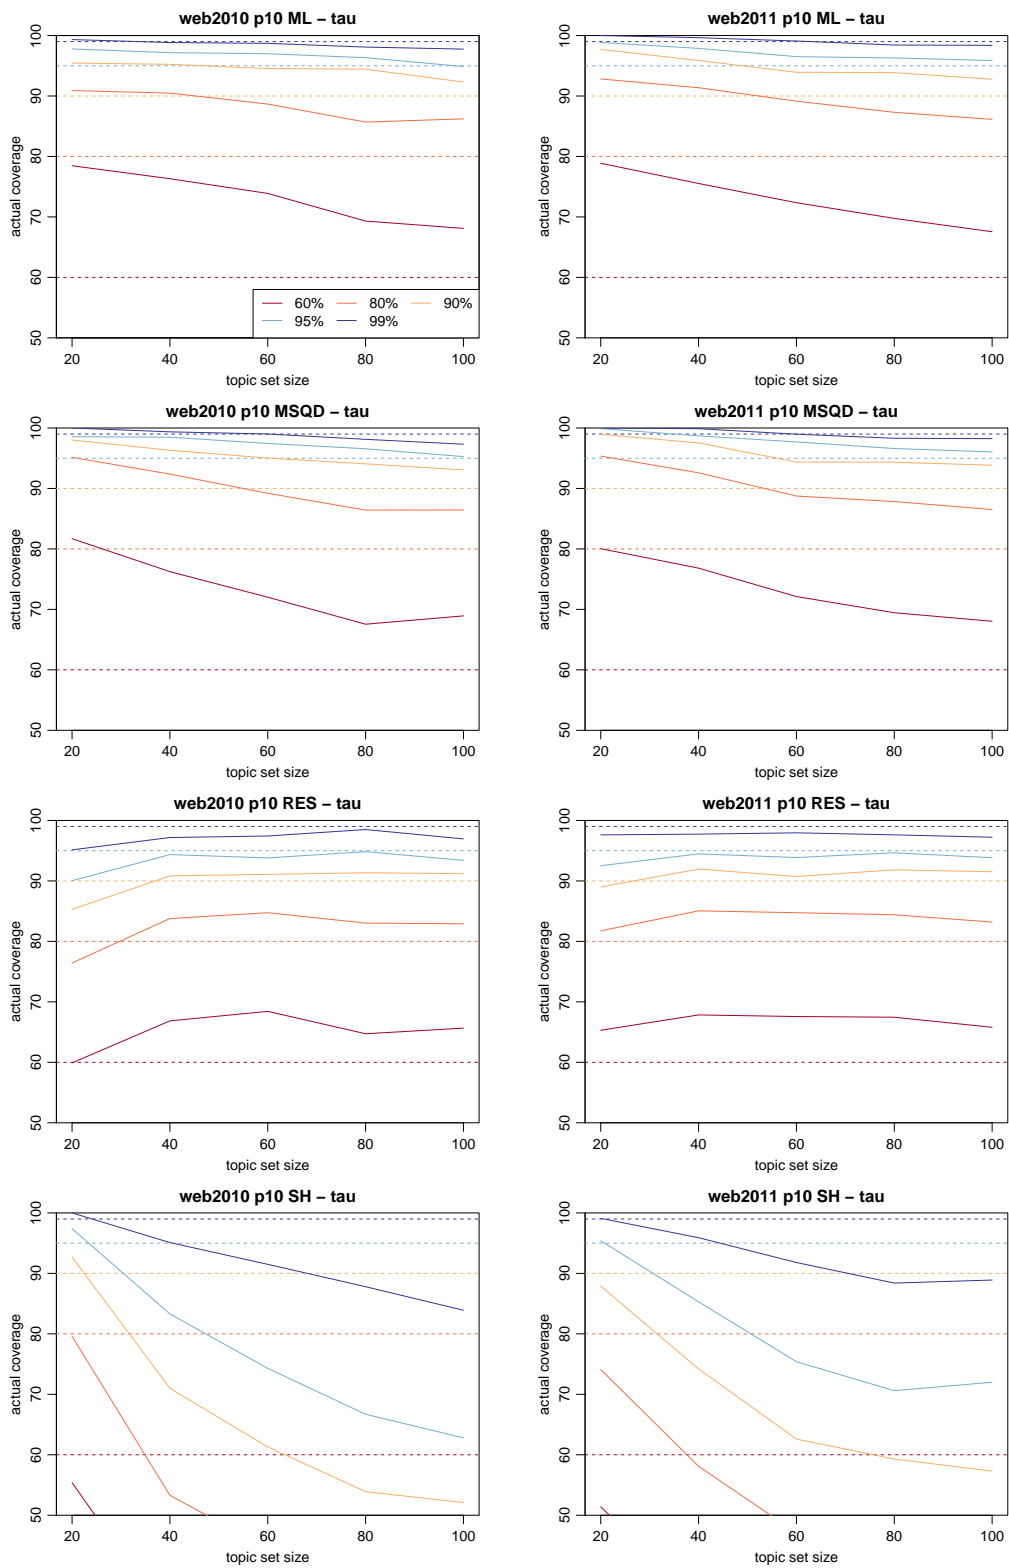 web2010 p10 ML – tau
actual coverage
50 60 70 80 90 100
60% 80% 90%
95% 99%
20 40 60 80 100
topic set size
web2011 p10 ML – tau
actual coverage
50 60 70 80 90 100
20 40 60 80 100
topic set size
web2010 p10 MSQD – tau
actual coverage
50 60 70 80 90 100
20 40 60 80 100
topic set size
web2011 p10 MSQD – tau
actual coverage
50 60 70 80 90 100
20 40 60 80 100
topic set size
web2010 p10 RES – tau
actual coverage
50 60 70 80 90 100
20 40 60 80 100
topic set size
web2011 p10 RES – tau
actual coverage
50 60 70 80 90 100
20 40 60 80 100
topic set size
web2010 p10 SH – tau
actual coverage
50 60 70 80 90 100
20 40 60 80 100
topic set size
web2011 p10 SH – tau
actual coverage
50 60 70 80 90 100
20 40 60 80 100
topic set size